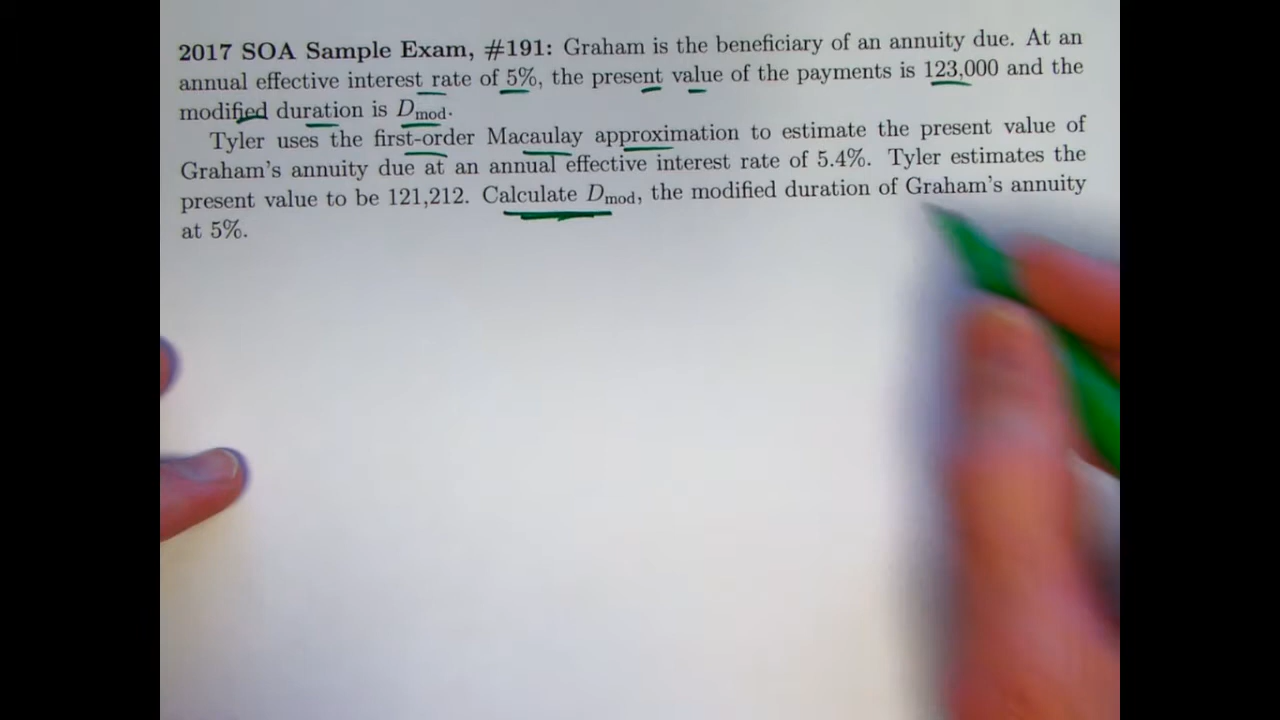 2017 SOA Sample Exam, #191: Graham is the beneficiary of an annuity due. At an
annual effective interest rate of 5%, the present value of the payments is 123,000 and the
modified duration is Dmod.
Tyler uses the first-order Macaulay approximation to estimate the present value of
Graham's annuity due at an annual effective interest rate of 5.4%. Tyler estimates the
present value to be 121,212. Calculate Dmod, the modified duration of Graham's annuity
at 5%.